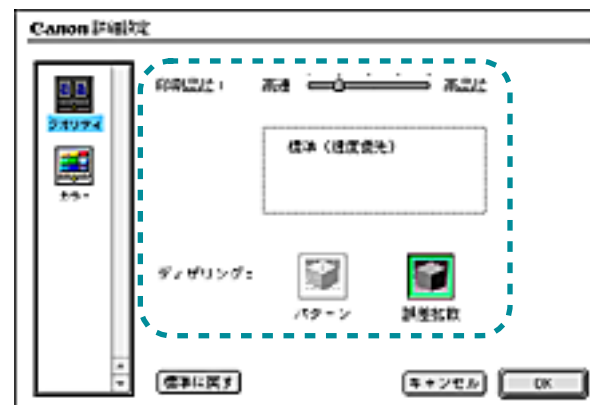 Canon 詳細設定
印刷品位： 高速 高品位
クオリティ
標準（速度優先）
カラー
ディザリング：
パターン 誤差拡散
標準に戻す キャンセル OK